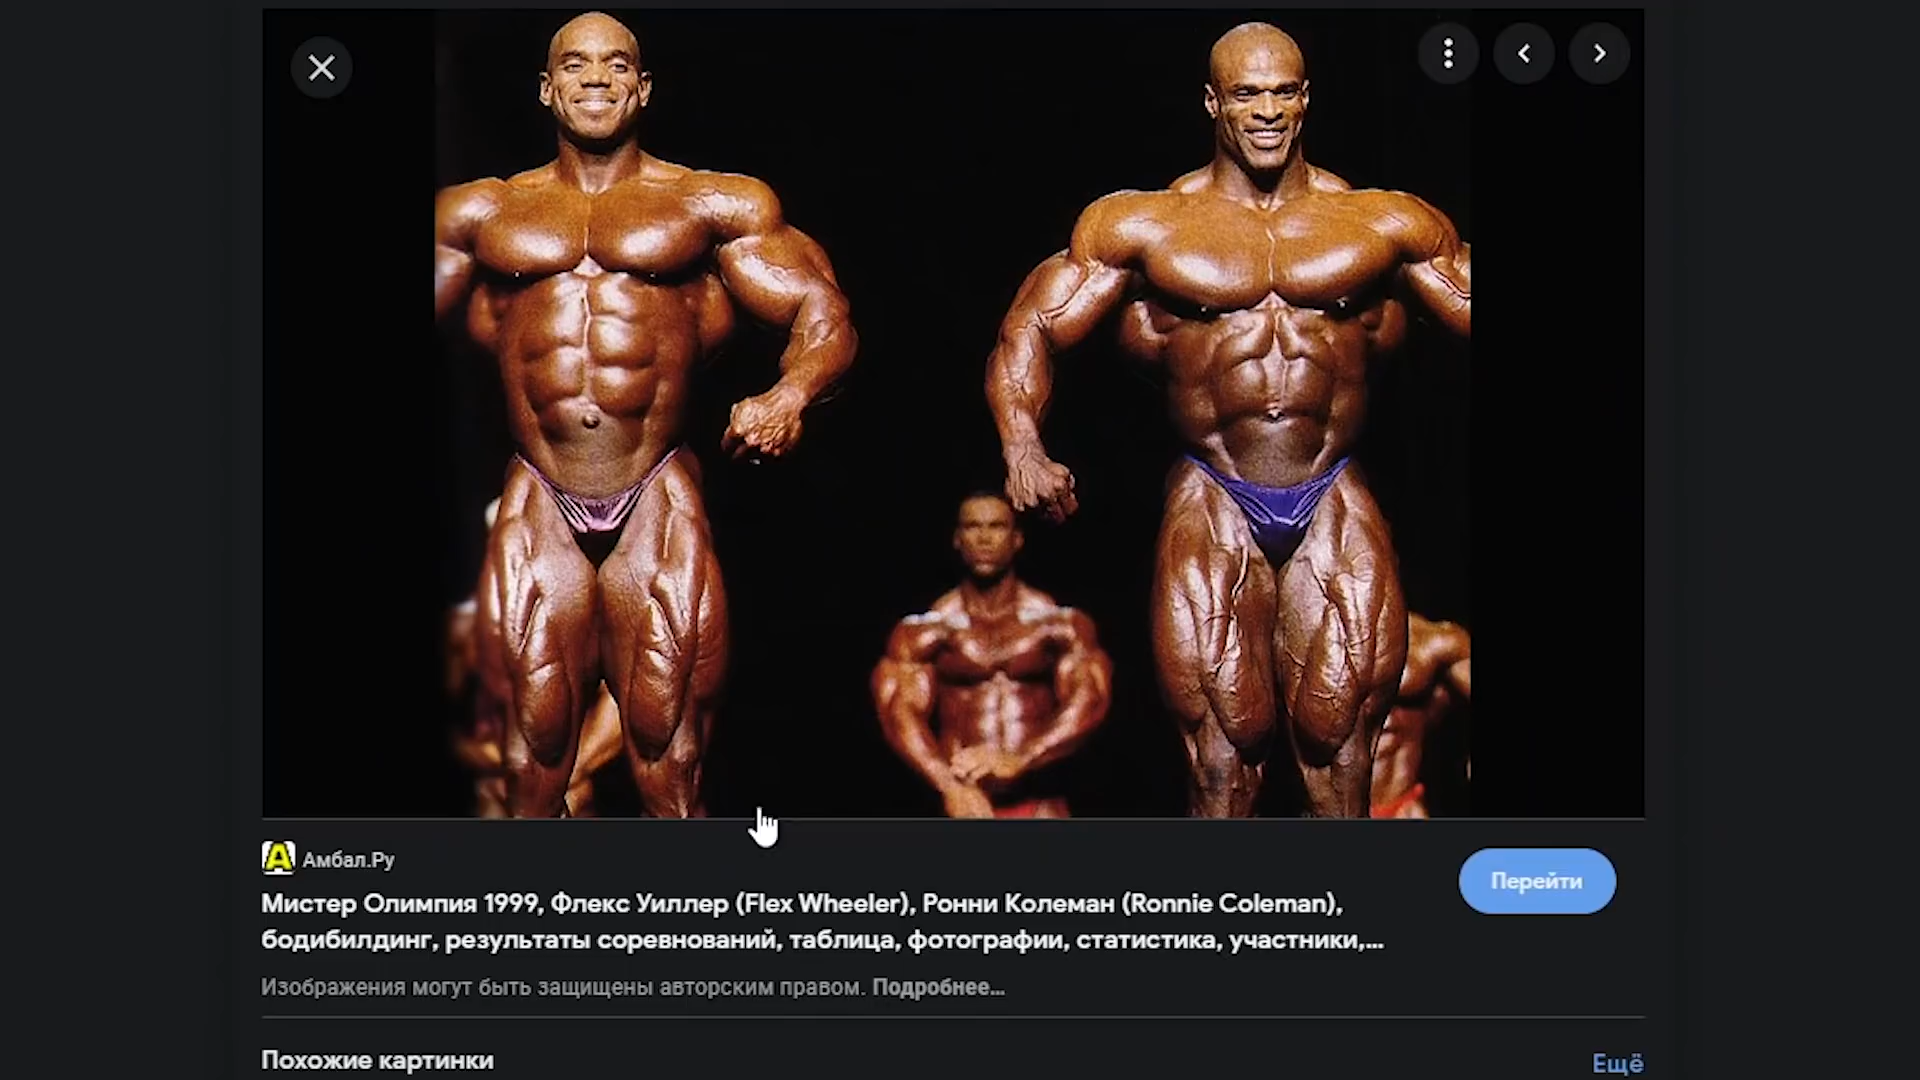 Амбал.Ру
Перейти
Мистер Олимпия 1999, Флекс Уиллер (Flex Wheeler), Ронни Колеман (Ronnie Coleman),
бодибилдинг, результаты соревнований, таблица, фотографии, статистика, участники,...
Изображения могут быть защищены авторским правом. Подробнее...
Похожие картинки
Ещё